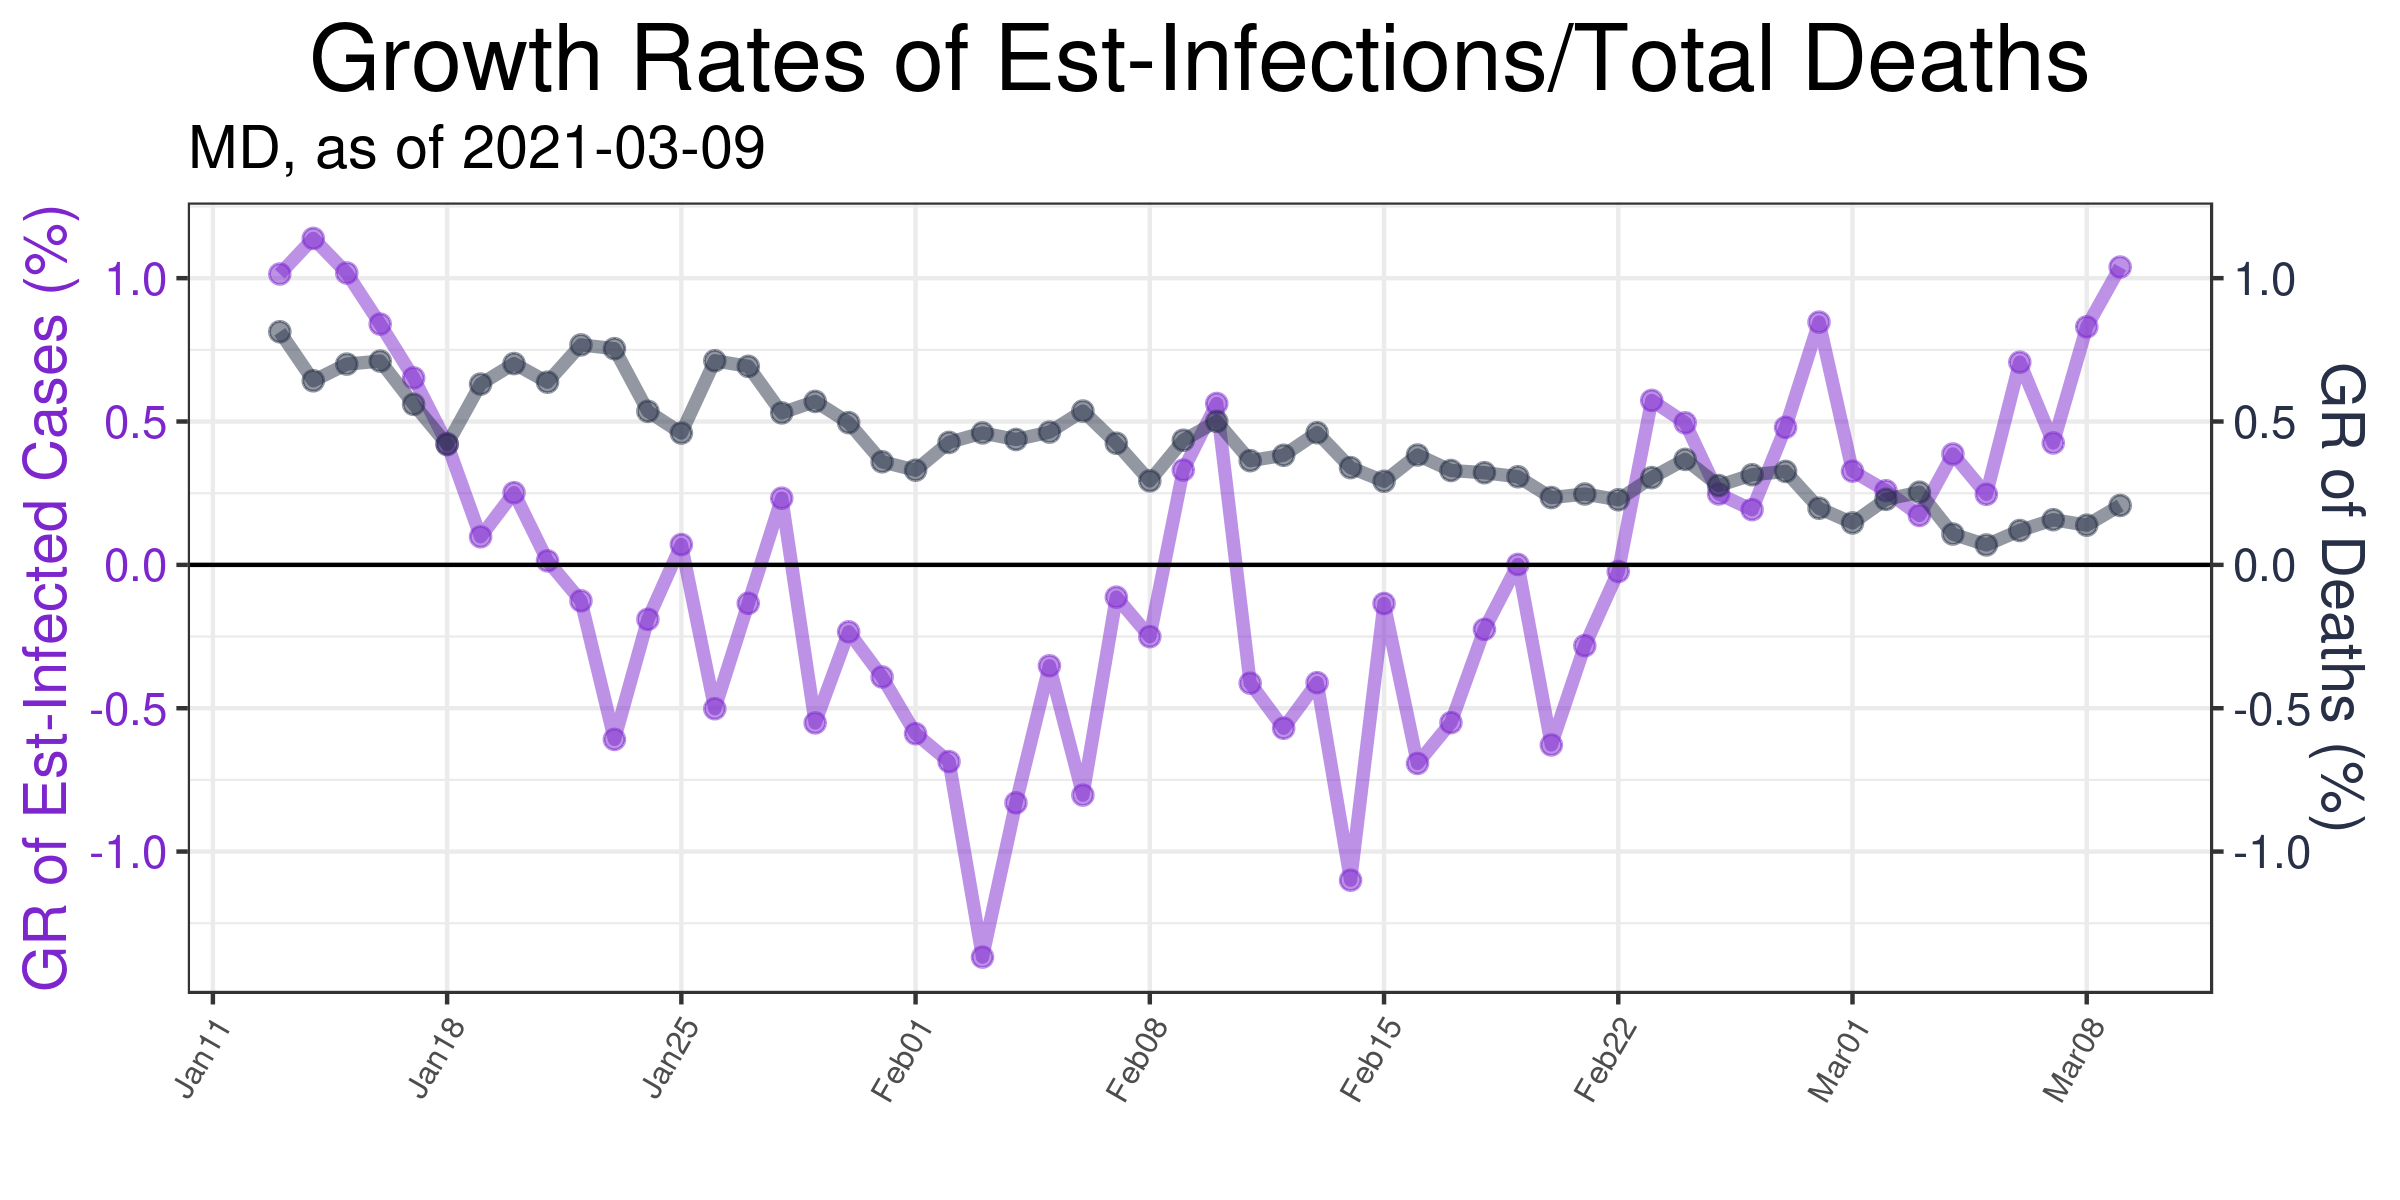 Growth Rates of Est-Infections/Total Deaths
MD, as of 2021-03-09
GR of Est-Infected Cases (%)
1.0
0.5
0.0
-0.5
-1.0
1.0
0.5
0.0
-0.5
-1.0
GR of Deaths (%)
Jan11
Jan18
Jan25
Feb01
Feb08
Feb15
Feb22
Mar01
Mar08